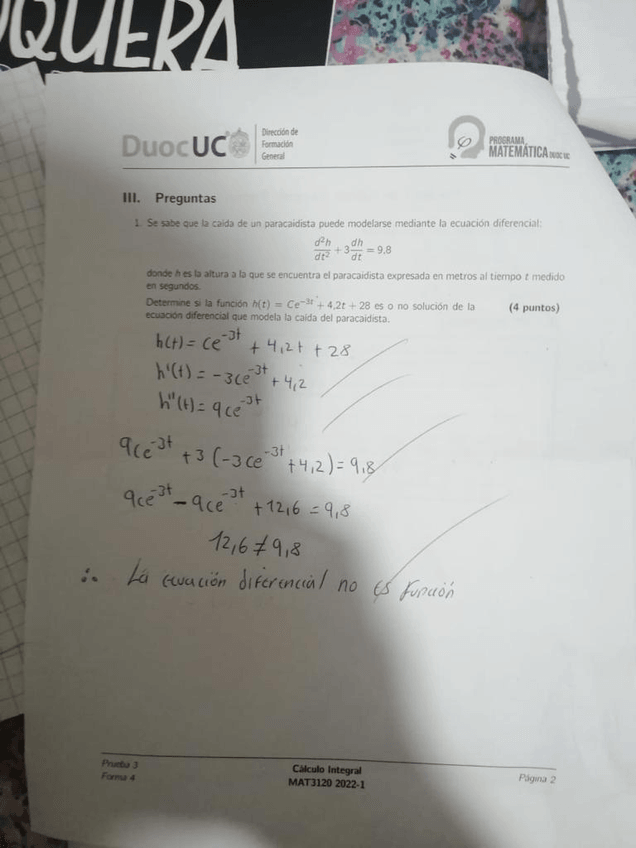 QUERA
DuocUC
Dirección de
Formación
General
PROGRAMA
MATEMÁTICA DUOC UC
III. Preguntas
1. Se sabe que la caída de un paracaidista puede modelarse mediante la ecuación diferencial:
d²h/dt² + 3 dh/dt = 9,8
donde h es la altura a la que se encuentra el paracaidista expresada en metros al tiempo t medido
en segundos.
Determine si la función h(t) = Ce^-3t + 4,2t + 28 es o no solución de la (4 puntos)
ecuación diferencial que modela la caída del paracaidista.
h(t) = ce^-3t + 4,2t + 28
h'(t) = -3ce^-3t + 4,2
h''(t) = 9ce^-3t
9ce^-3t + 3(-3ce^-3t + 4,2) = 9,8
9ce^-3t - 9ce^-3t + 12,6 = 9,8
12,6 ≠ 9,8
∴ La ecuación diferencial no es función
Prueba 3
Forma 4
Cálculo Integral
MAT3120 2022-1
Página 2